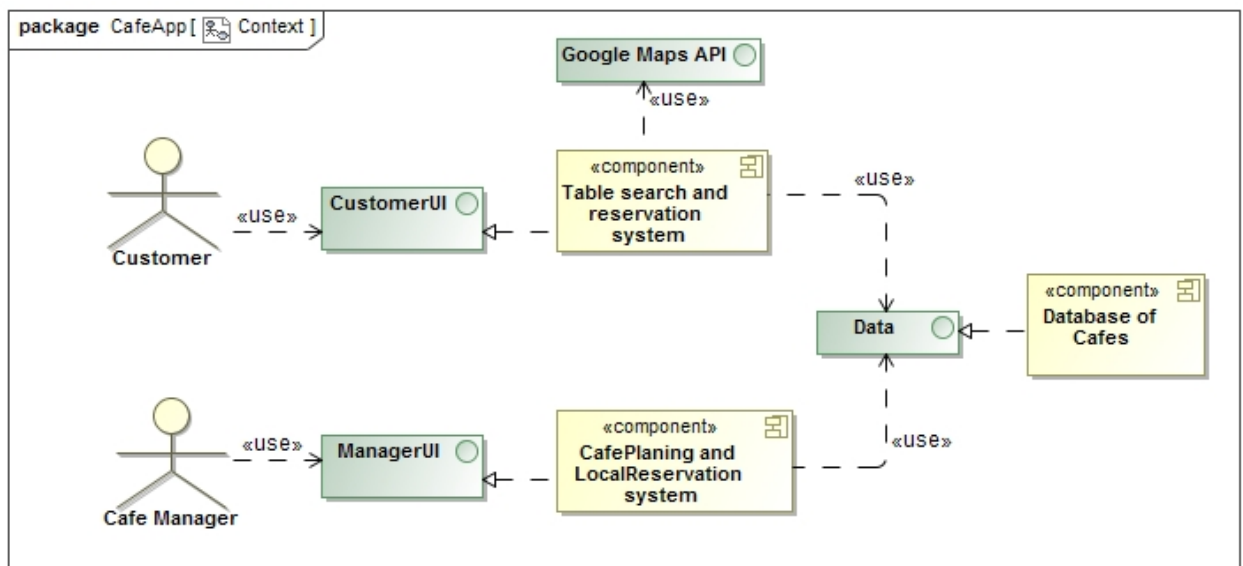 package CafeApp [ Context ]
Google Maps API
«use»
«component»
Table search and
reservation
system
«use»
CustomerUI
«use»
Customer
«component»
Database of
Cafes
Data
«component»
CafePlaning and
LocalReservation
system
«use»
ManagerUI
«use»
Cafe Manager